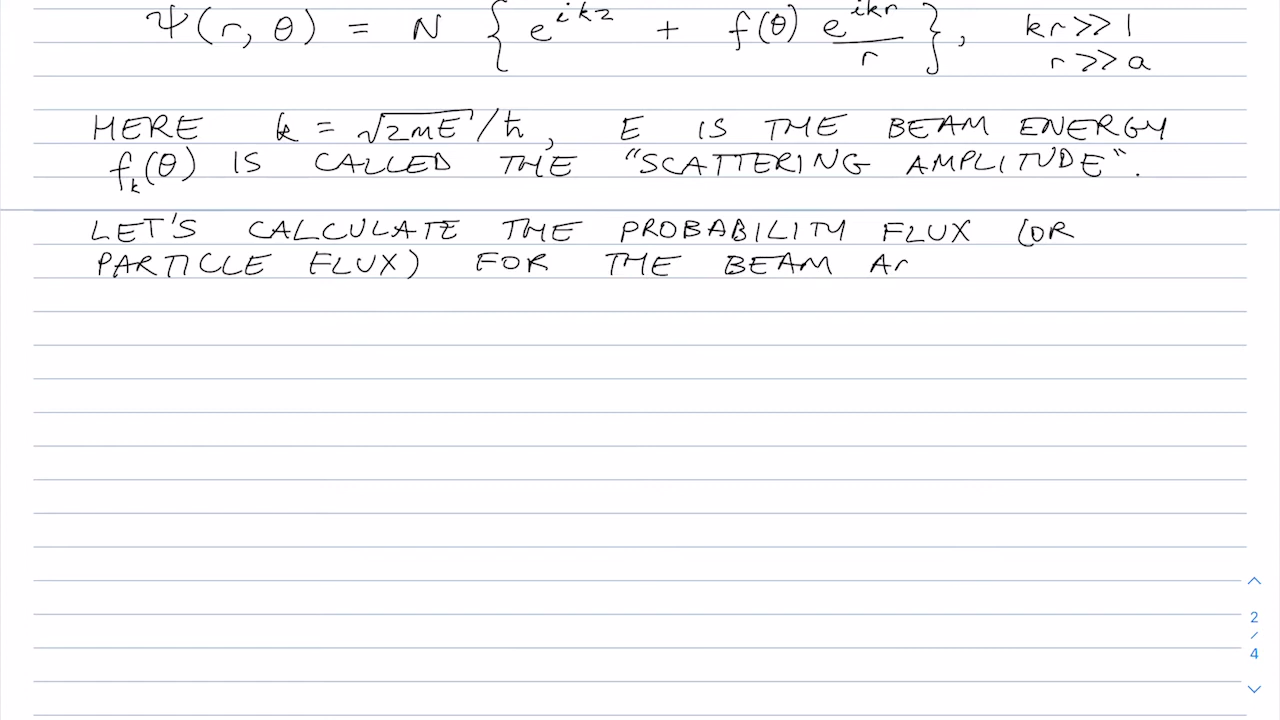 Ψ(r, θ) = N { e^{ikz} + f(θ) e^{ikr}/r }, kr >> 1
r >> a
HERE k = √2mE / ħ, E IS THE BEAM ENERGY
f_k(θ) IS CALLED THE "SCATTERING AMPLITUDE".
LET'S CALCULATE THE PROBABILITY FLUX (OR
PARTICLE FLUX) FOR THE BEAM An
2
/
4